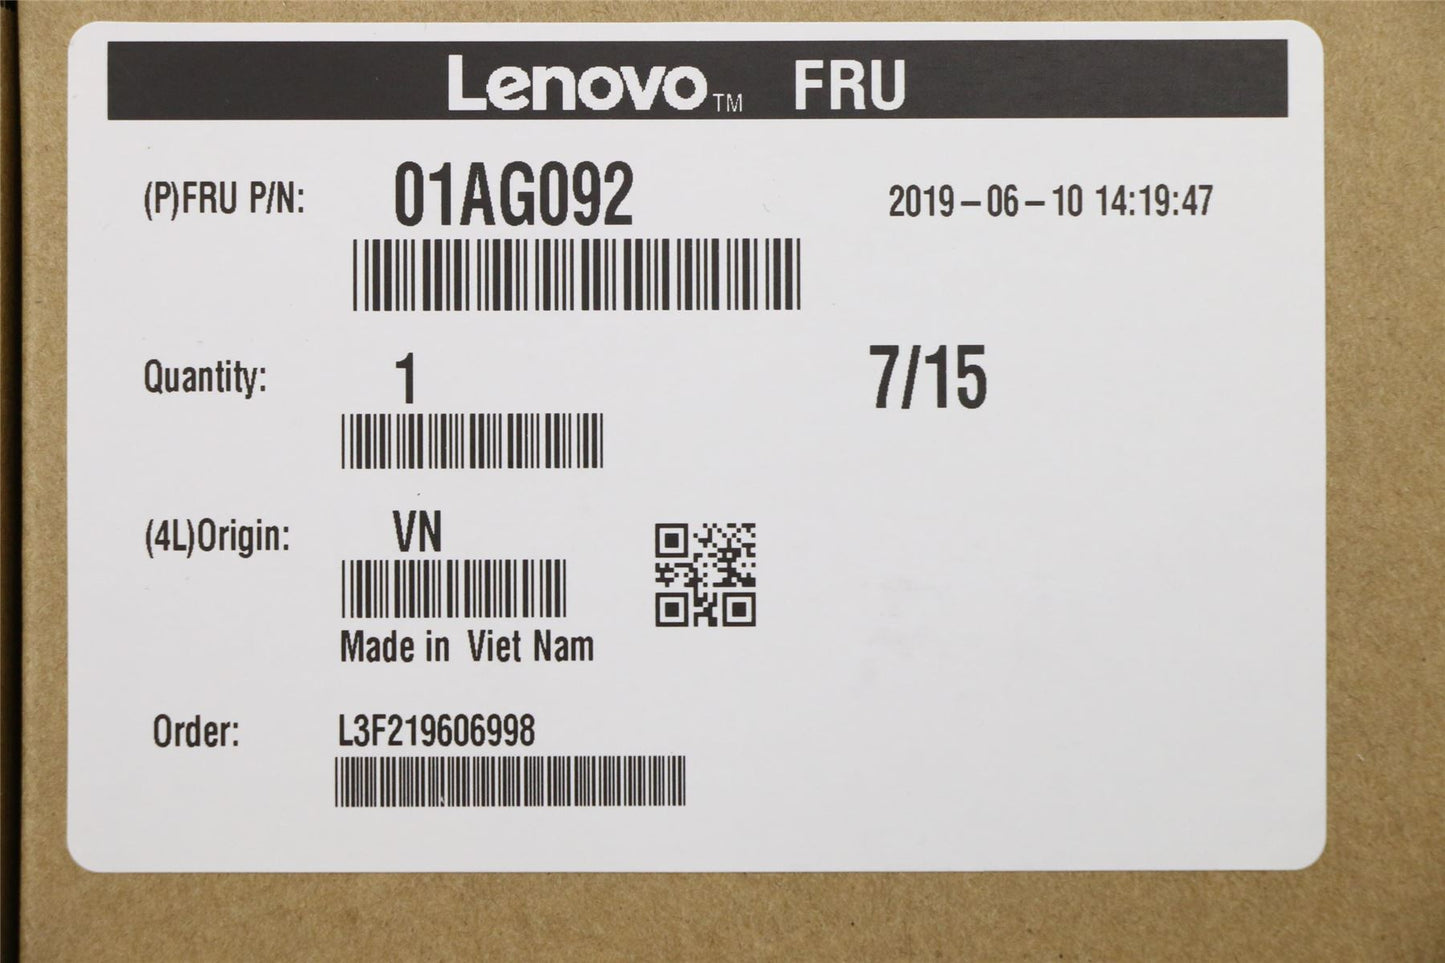 Lenovo™ FRU
(P)FRU P/N: 01AG092 2019-06-10 14:19:47
Quantity: 1 7/15
(4L)Origin: VN
Made in Viet Nam
Order: L3F219606998